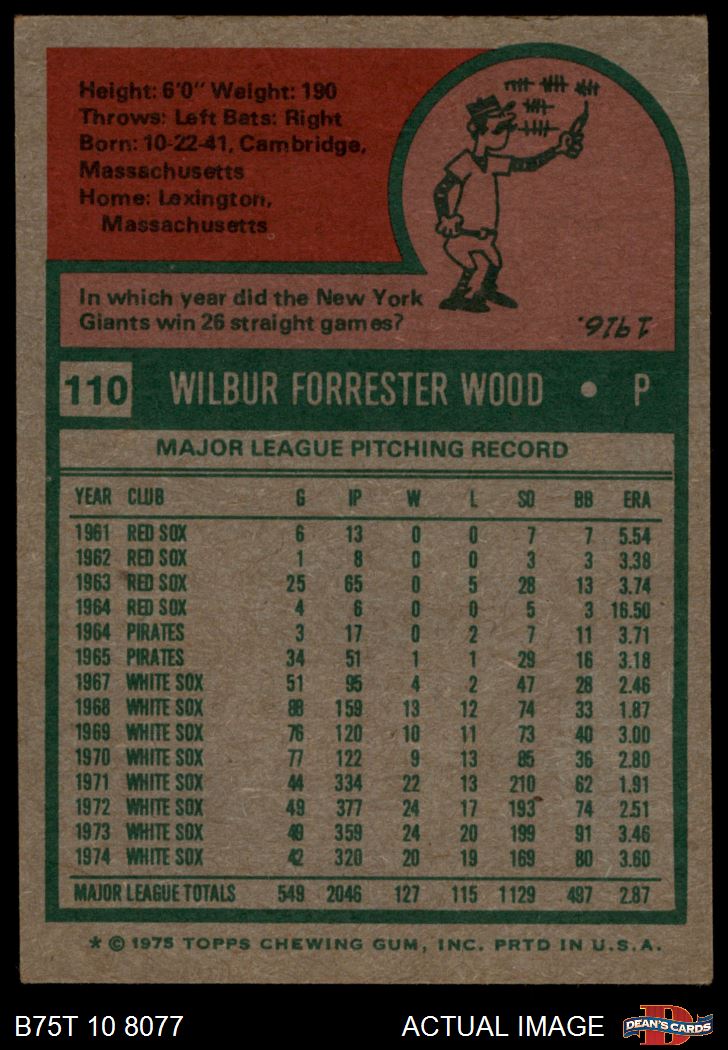 Height: 6'0" Weight: 190
Throws: Left Bats: Right
Born: 10-22-41, Cambridge,
Massachusetts
Home: Lexington,
Massachusetts
In which year did the New York
Giants win 26 straight games?
1916.
110 WILBUR FORRESTER WOOD • P
MAJOR LEAGUE PITCHING RECORD
YEAR CLUB G IP W L SO BB ERA
1961 RED SOX 6 13 0 0 7 7 5.54
1962 RED SOX 1 8 0 0 3 3 3.38
1963 RED SOX 25 65 0 5 28 13 3.74
1964 RED SOX 4 6 0 0 5 3 16.50
1964 PIRATES 3 17 0 2 7 11 3.71
1965 PIRATES 34 51 1 1 29 16 3.18
1967 WHITE SOX 51 95 4 2 47 28 2.46
1968 WHITE SOX 88 159 13 12 74 33 1.87
1969 WHITE SOX 76 120 10 11 73 40 3.00
1970 WHITE SOX 77 122 9 13 85 36 2.80
1971 WHITE SOX 44 334 22 13 210 62 1.91
1972 WHITE SOX 49 377 24 17 193 74 2.51
1973 WHITE SOX 49 359 24 20 199 91 3.46
1974 WHITE SOX 42 320 20 19 169 80 3.60
MAJOR LEAGUE TOTALS 549 2046 127 115 1129 497 2.87
* © 1975 TOPPS CHEWING GUM, INC. PRTD IN U.S.A.
B75T 10 8077 ACTUAL IMAGE D DEAN'S CARDS